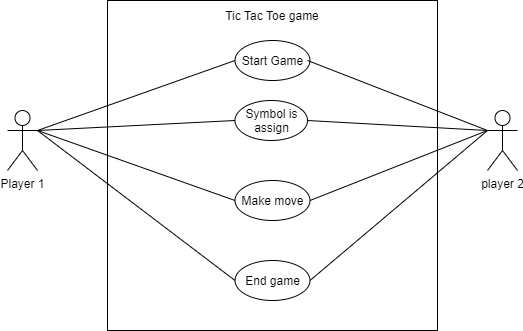 Tic Tac Toe game
Start Game
Symbol is
assign
Player 1
player 2
Make move
End game